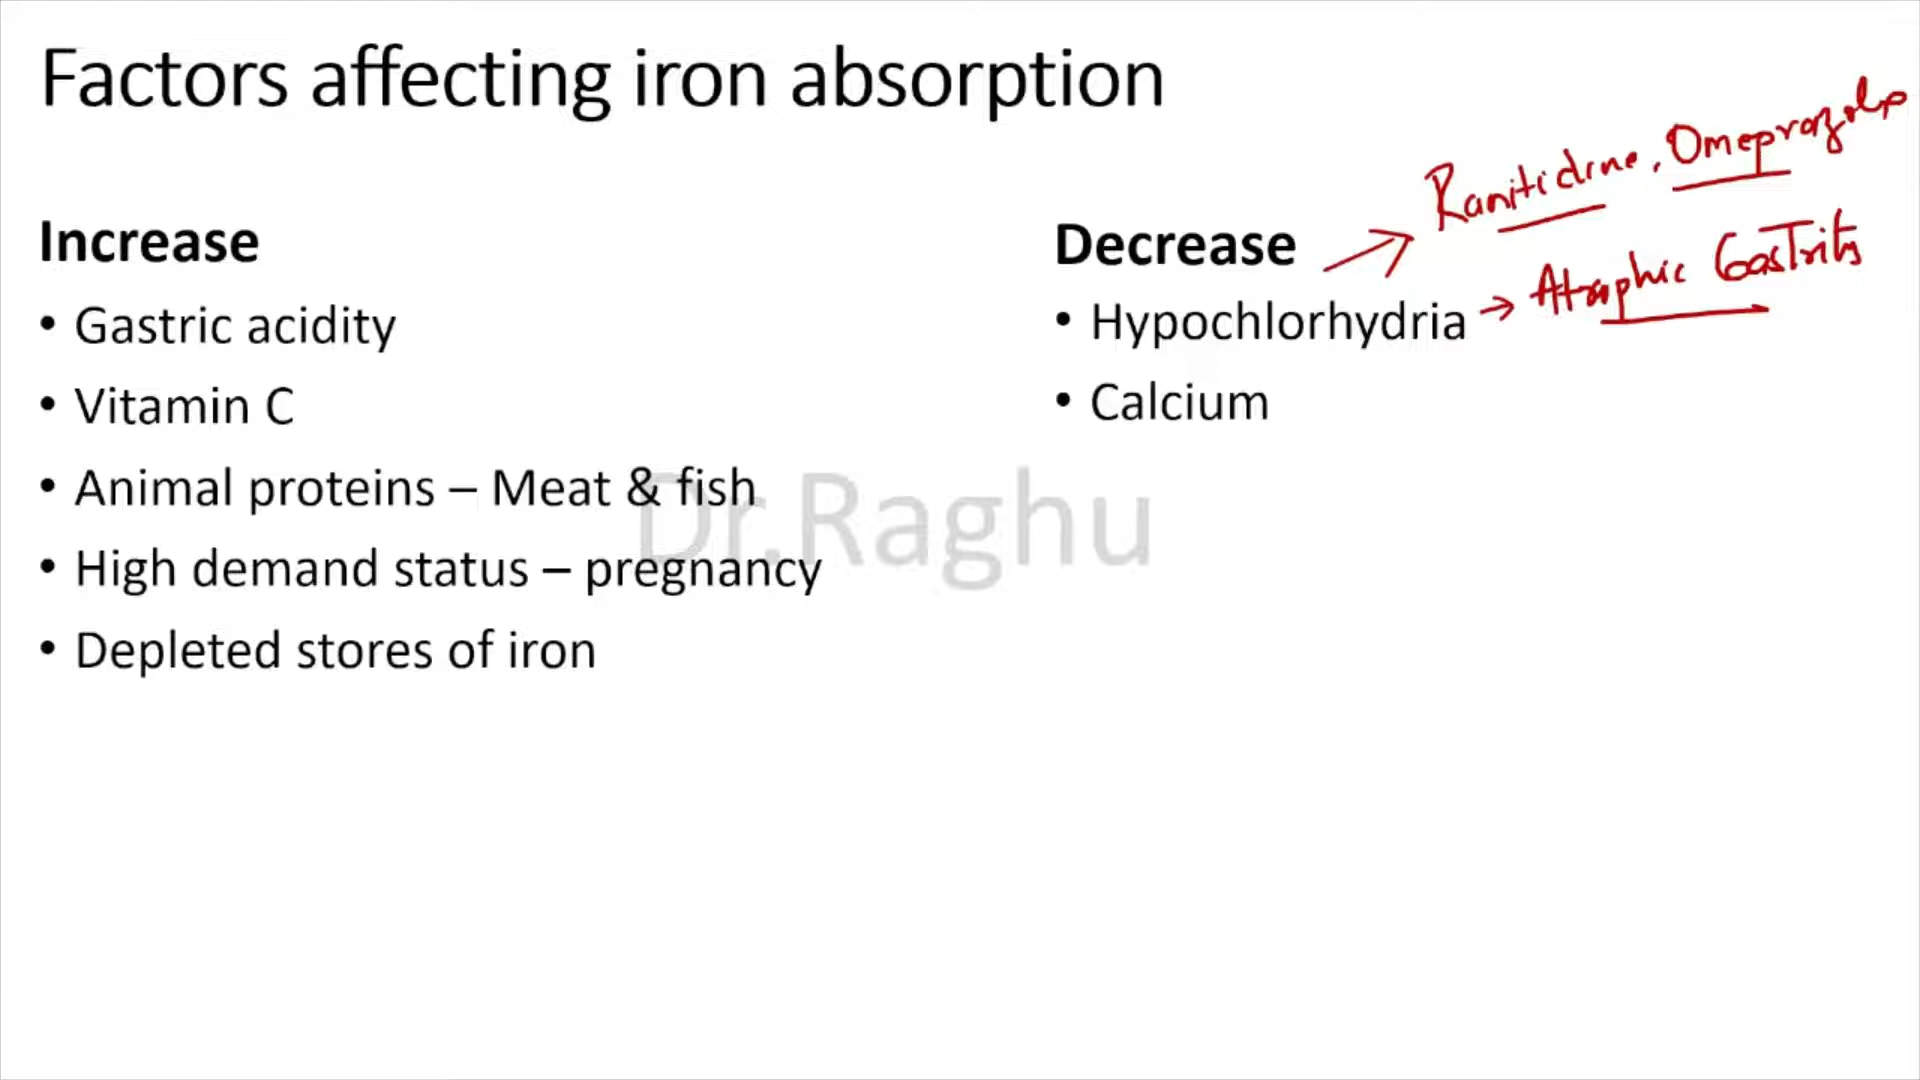 Factors affecting iron absorption
Increase
• Gastric acidity
• Vitamin C
• Animal proteins – Meat & fish
• High demand status – pregnancy
• Depleted stores of iron
Decrease
Ranitidine, Omeprazole
• Hypochlorhydria → Atrophic Gastritis
• Calcium
Dr.Raghu